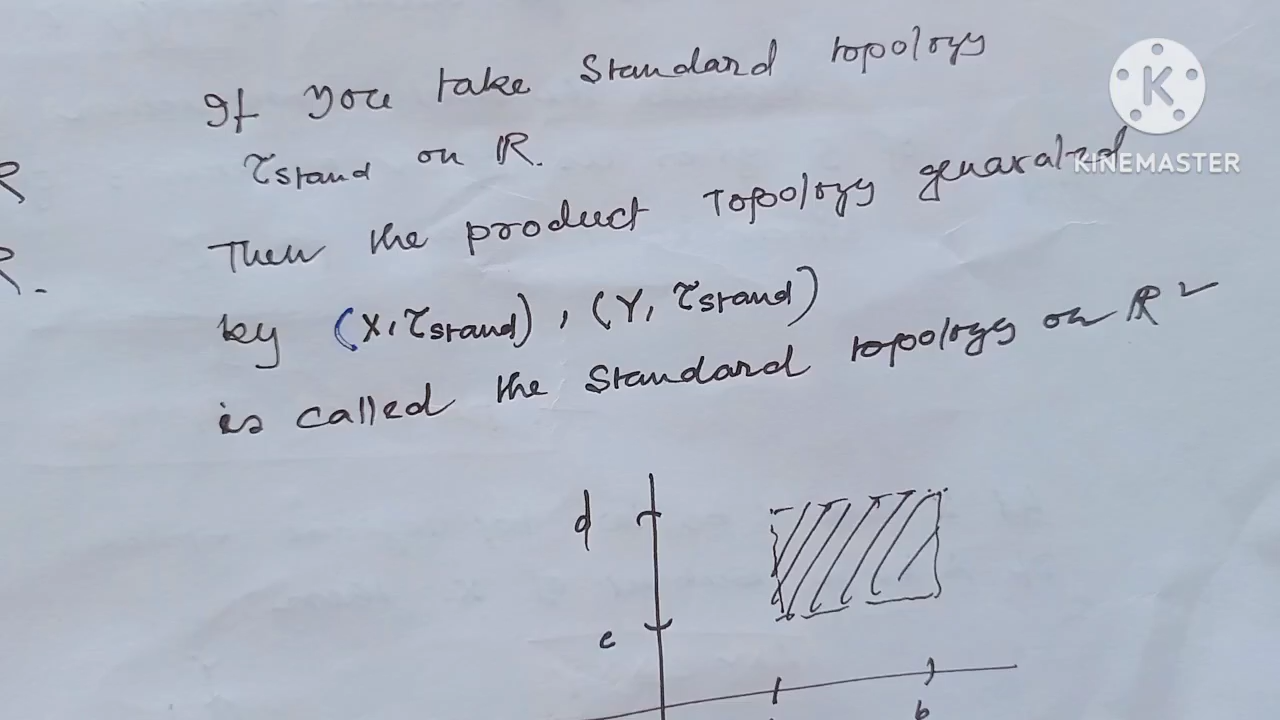 If you take Standard topology
τstand on ℝ.
R
Then the product Topology genaraled
R.
by (X, τstand), (Y, τstand)
is called the Standard topology on ℝ²
d
c
b
K
KINEMASTER